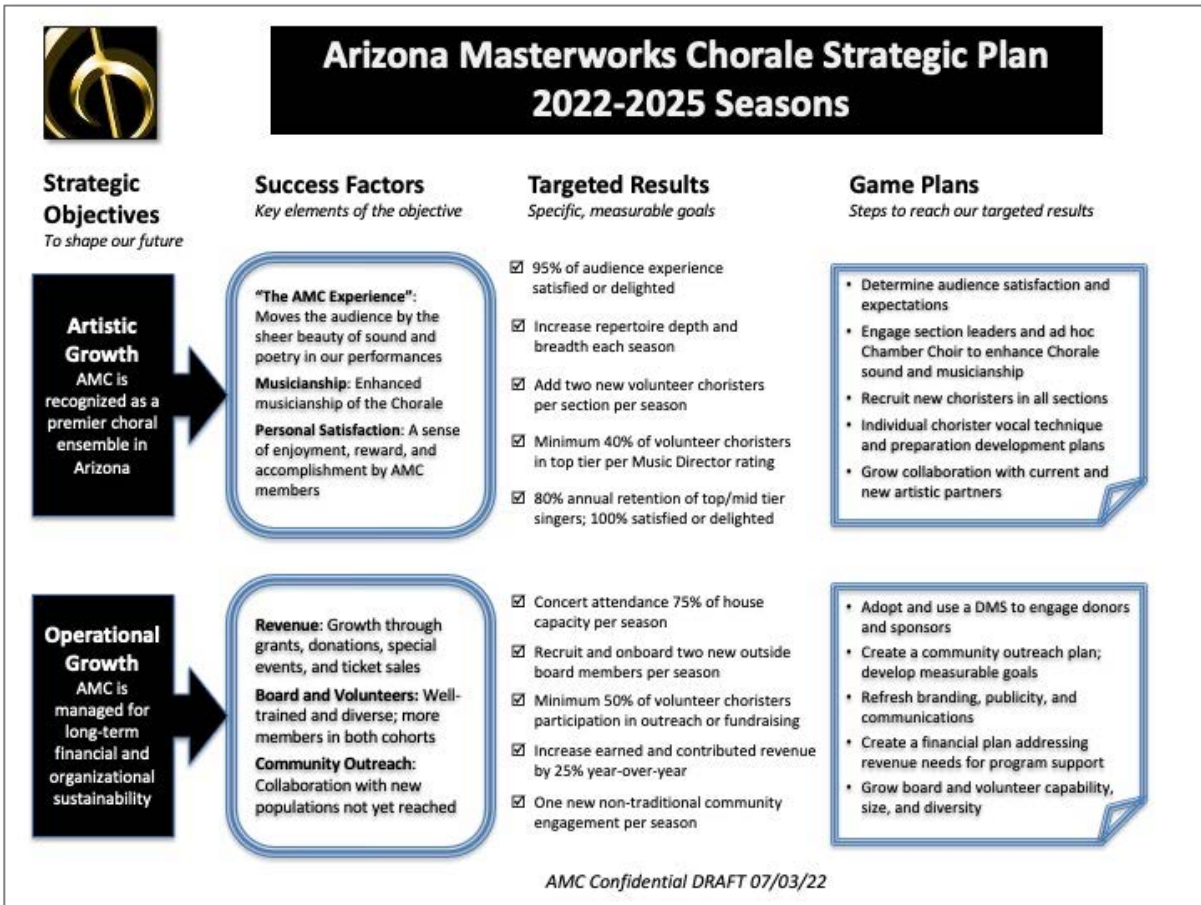 Arizona Masterworks Chorale Strategic Plan
2022-2025 Seasons
Strategic
Objectives
To shape our future
Success Factors
Key elements of the objective
Targeted Results
Specific, measurable goals
Game Plans
Steps to reach our targeted results
Artistic
Growth
AMC is
recognized as a
premier choral
ensemble in
Arizona
“The AMC Experience”:
Moves the audience by the
sheer beauty of sound and
poetry in our performances
Musicianship: Enhanced
musicianship of the Chorale
Personal Satisfaction: A sense
of enjoyment, reward, and
accomplishment by AMC
members
☑ 95% of audience experience
satisfied or delighted
☑ Increase repertoire depth and
breadth each season
☑ Add two new volunteer choristers
per section per season
☑ Minimum 40% of volunteer choristers
in top tier per Music Director rating
☑ 80% annual retention of top/mid tier
singers; 100% satisfied or delighted
• Determine audience satisfaction and
expectations
• Engage section leaders and ad hoc
Chamber Choir to enhance Chorale
sound and musicianship
• Recruit new choristers in all sections
• Individual chorister vocal technique
and preparation development plans
• Grow collaboration with current and
new artistic partners
Operational
Growth
AMC is
managed for
long-term
financial and
organizational
sustainability
Revenue: Growth through
grants, donations, special
events, and ticket sales
Board and Volunteers: Well-
trained and diverse; more
members in both cohorts
Community Outreach:
Collaboration with new
populations not yet reached
☑ Concert attendance 75% of house
capacity per season
☑ Recruit and onboard two new outside
board members per season
☑ Minimum 50% of volunteer choristers
participation in outreach or fundraising
☑ Increase earned and contributed revenue
by 25% year-over-year
☑ One new non-traditional community
engagement per season
• Adopt and use a DMS to engage donors
and sponsors
• Create a community outreach plan;
develop measurable goals
• Refresh branding, publicity, and
communications
• Create a financial plan addressing
revenue needs for program support
• Grow board and volunteer capability,
size, and diversity
AMC Confidential DRAFT 07/03/22